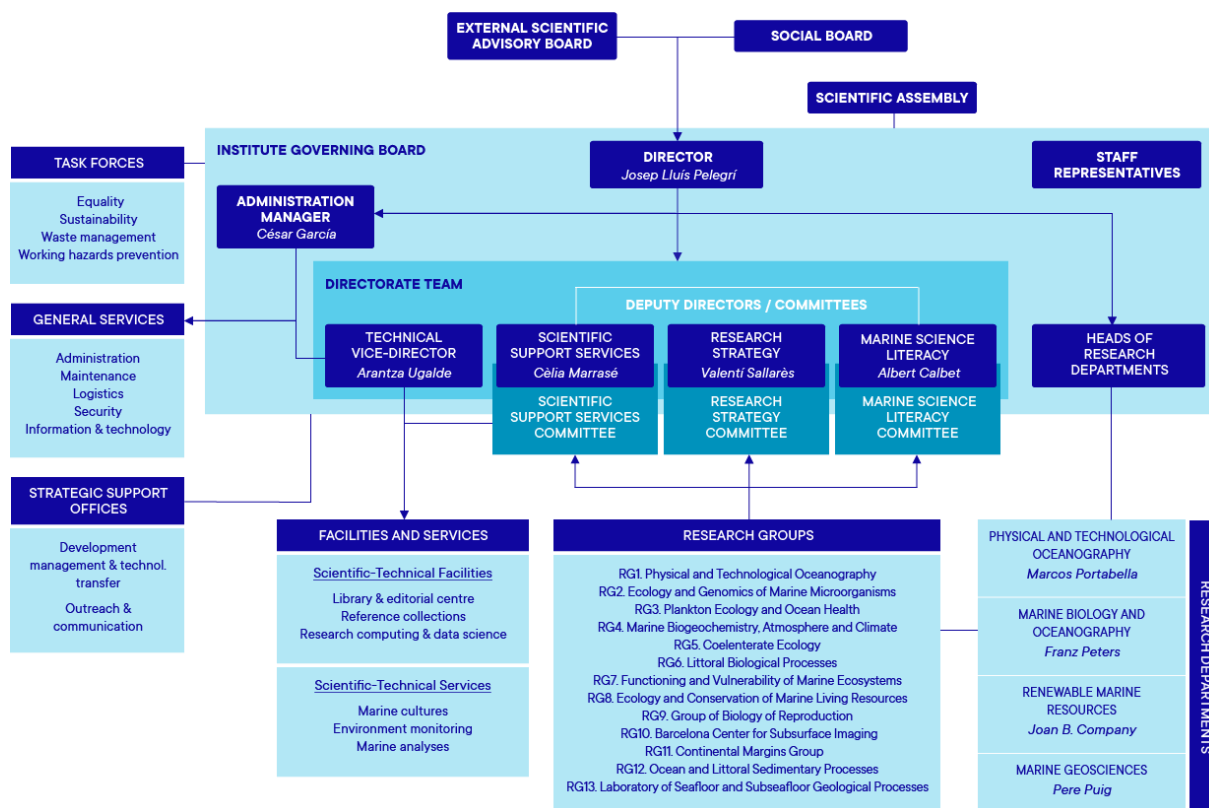 EXTERNAL SCIENTIFIC
ADVISORY BOARD
SOCIAL BOARD
SCIENTIFIC ASSEMBLY
INSTITUTE GOVERNING BOARD
DIRECTOR
Josep Lluís Pelegrí
STAFF
REPRESENTATIVES
TASK FORCES
Equality
Sustainability
Waste management
Working hazards prevention
ADMINISTRATION
MANAGER
César García
DIRECTORATE TEAM
DEPUTY DIRECTORS / COMMITTEES
GENERAL SERVICES
Administration
Maintenance
Logistics
Security
Information & technology
TECHNICAL
VICE-DIRECTOR
Arantza Ugalde
SCIENTIFIC
SUPPORT SERVICES
Cèlia Marrasé
RESEARCH
STRATEGY
Valentí Sallarès
MARINE SCIENCE
LITERACY
Albert Calbet
HEADS OF
RESEARCH
DEPARTMENTS
SCIENTIFIC
SUPPORT SERVICES
COMMITTEE
RESEARCH
STRATEGY
COMMITTEE
MARINE SCIENCE
LITERACY
COMMITTEE
STRATEGIC SUPPORT
OFFICES
Development
management & technol.
transfer
Outreach &
communication
FACILITIES AND SERVICES
Scientific-Technical Facilities
Library & editorial centre
Reference collections
Research computing & data science
Scientific-Technical Services
Marine cultures
Environment monitoring
Marine analyses
RESEARCH GROUPS
RG1. Physical and Technological Oceanography
RG2. Ecology and Genomics of Marine Microorganisms
RG3. Plankton Ecology and Ocean Health
RG4. Marine Biogeochemistry, Atmosphere and Climate
RG5. Coelenterate Ecology
RG6. Littoral Biological Processes
RG7. Functioning and Vulnerability of Marine Ecosystems
RG8. Ecology and Conservation of Marine Living Resources
RG9. Group of Biology of Reproduction
RG10. Barcelona Center for Subsurface Imaging
RG11. Continental Margins Group
RG12. Ocean and Littoral Sedimentary Processes
RG13. Laboratory of Seafloor and Subseafloor Geological Processes
PHYSICAL AND TECHNOLOGICAL
OCEANOGRAPHY
Marcos Portabella
MARINE BIOLOGY AND
OCEANOGRAPHY
Franz Peters
RENEWABLE MARINE
RESOURCES
Joan B. Company
MARINE GEOSCIENCES
Pere Puig
RESEARCH DEPARTMENTS